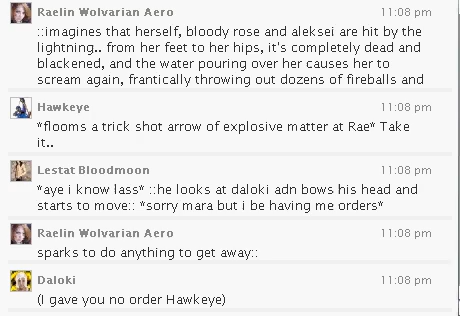 Raelin Wolvarian Aero 11:08 pm
::imagines that herself, bloody rose and aleksei are hit by the
lightning.. from her feet to her hips, it's completely dead and
blackened, and the water pouring over her causes her to
scream again, frantically throwing out dozens of fireballs and
Hawkeye 11:08 pm
*flooms a trick shot arrow of explosive matter at Rae* Take
it..
Lestat Bloodmoon 11:08 pm
*aye i know lass* ::he looks at daloki adn bows his head and
starts to move:: *sorry mara but i be having me orders*
Raelin Wolvarian Aero 11:08 pm
sparks to do anything to get away::
Daloki 11:08 pm
(I gave you no order Hawkeye)